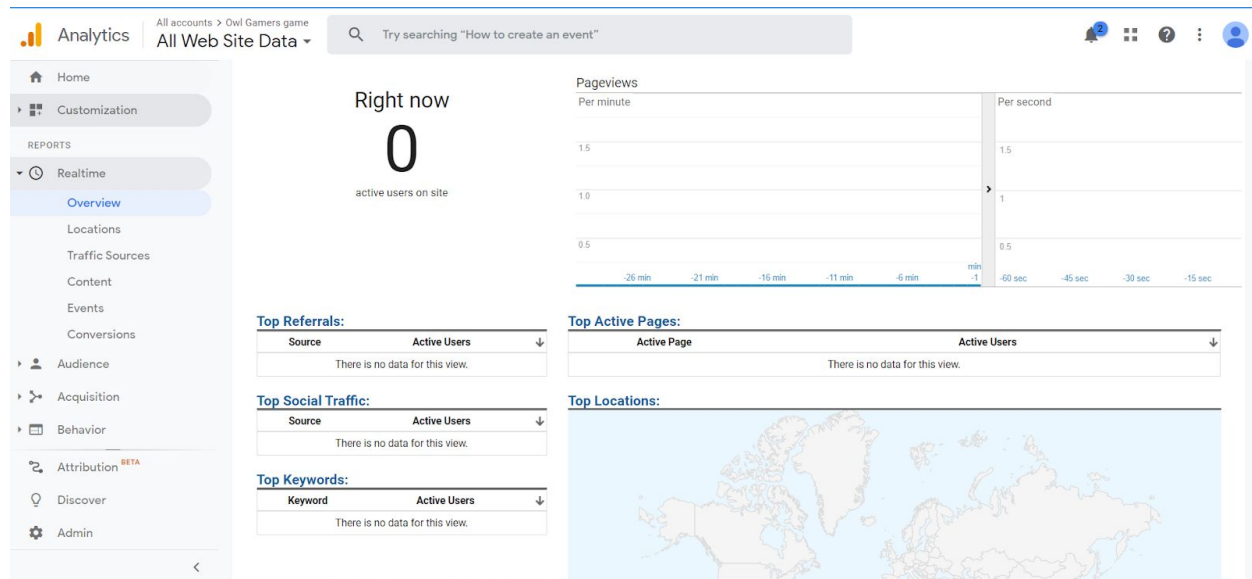 Analytics
All accounts > Owl Gamers game
All Web Site Data
Try searching "How to create an event"
2
Home
Customization
REPORTS
Realtime
Overview
Locations
Traffic Sources
Content
Events
Conversions
Audience
Acquisition
Behavior
Attribution BETA
Discover
Admin
Right now
0
active users on site
Pageviews
Per minute
Per second
1.5
1.0
0.5
1.5
1
0.5
-26 min
-21 min
-16 min
-11 min
-6 min
min
-1
-60 sec
-45 sec
-30 sec
-15 sec
Top Referrals:
Source Active Users
There is no data for this view.
Top Social Traffic:
Source Active Users
There is no data for this view.
Top Keywords:
Keyword Active Users
There is no data for this view.
Top Active Pages:
Active Page Active Users
There is no data for this view.
Top Locations: